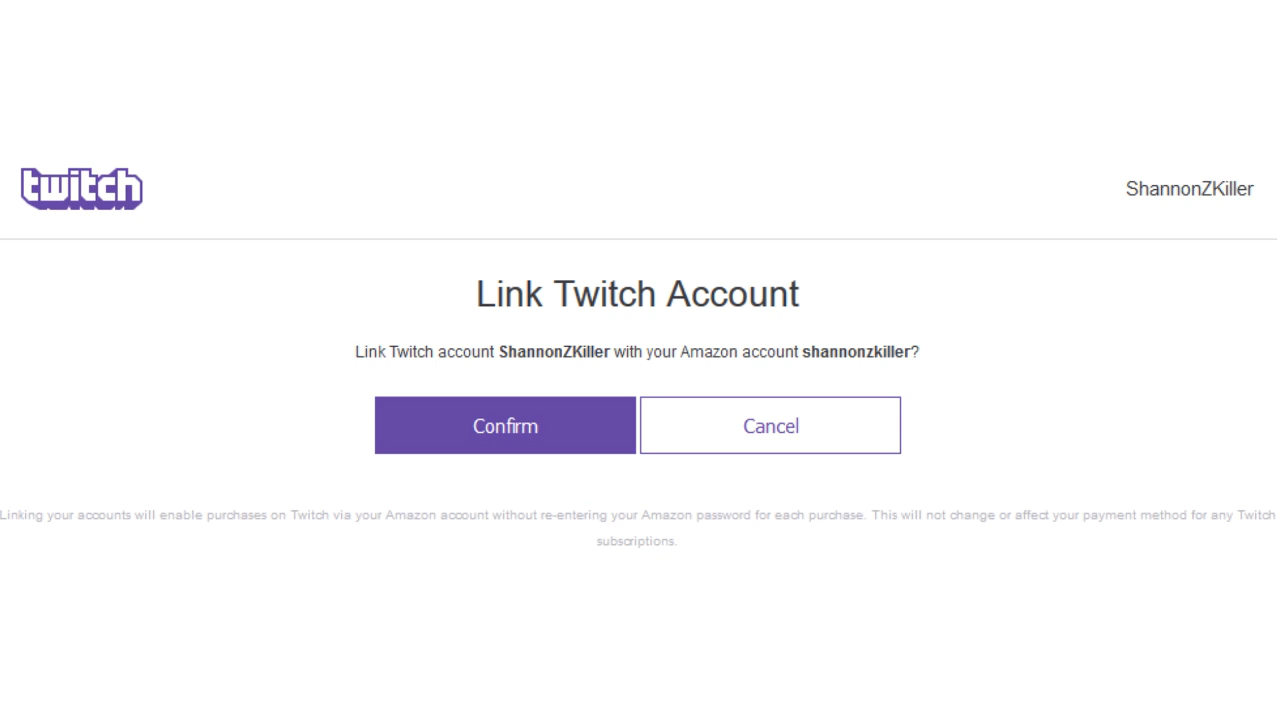 twitch
ShannonZKiller
Link Twitch Account
Link Twitch account ShannonZKiller with your Amazon account shannonzkiller?
Confirm
Cancel
Linking your accounts will enable purchases on Twitch via your Amazon account without re-entering your Amazon password for each purchase. This will not change or affect your payment method for any Twitch
subscriptions.